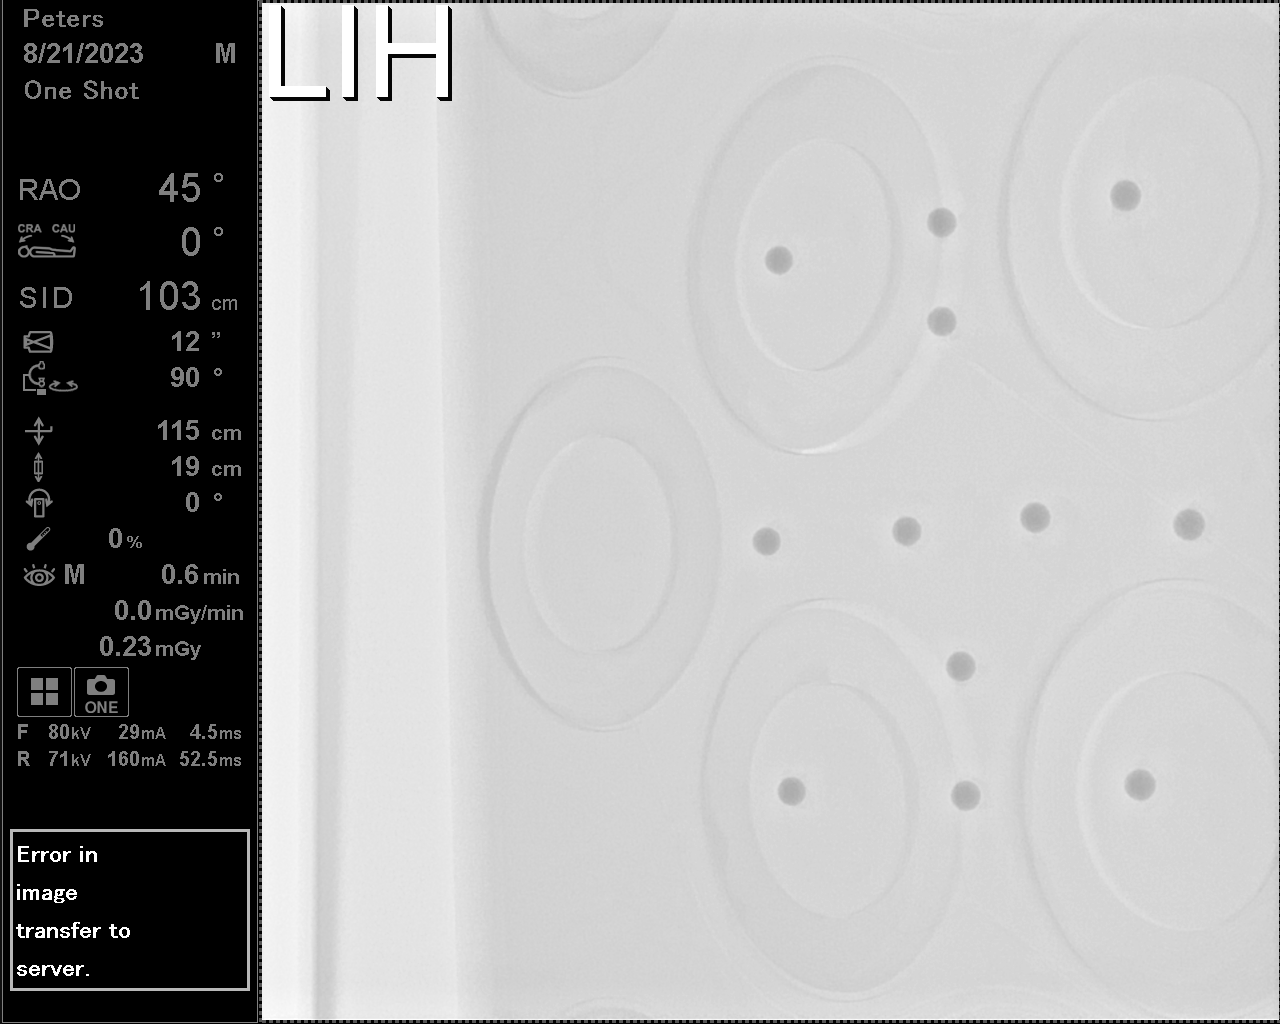 Peters
8/21/2023 M
One Shot
LIH
RAO 45 °
CRA CAU
0 °
SID 103 cm
12 ”
90 °
115 cm
19 cm
0 °
0 %
M 0.6 min
0.0 mGy/min
0.23 mGy
ONE
F 80kV 29mA 4.5ms
R 71kV 160mA 52.5ms
Error in
image
transfer to
server.